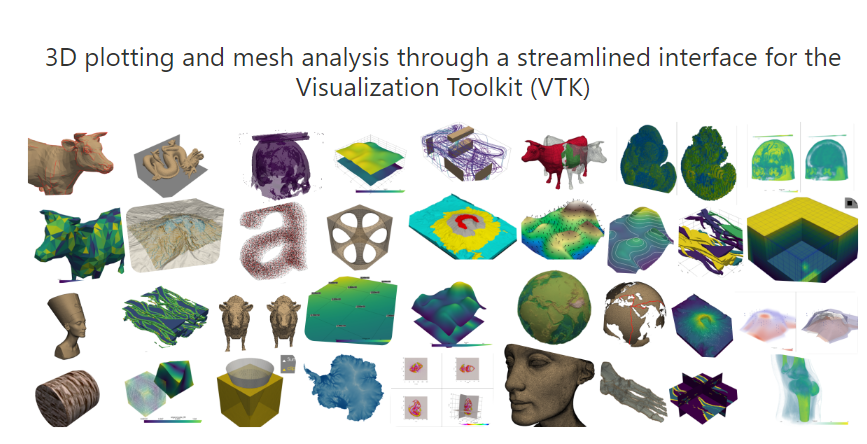 3D plotting and mesh analysis through a streamlined interface for the
Visualization Toolkit (VTK)
a